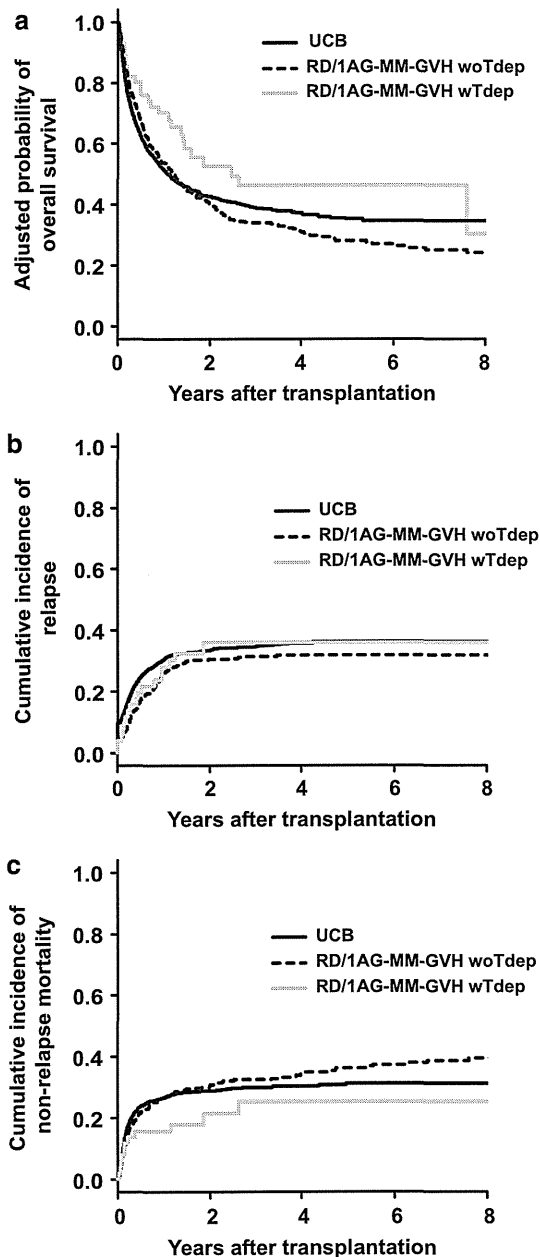 a
Adjusted probability of
overall survival
1.0
0.8
0.6
0.4
0.2
0.0
UCB
RD/1AG-MM-GVH woTdep
RD/1AG-MM-GVH wTdep
0 2 4 6 8
Years after transplantation
b
Cumulative incidence of
relapse
1.0
0.8
0.6
0.4
0.2
0.0
UCB
RD/1AG-MM-GVH woTdep
RD/1AG-MM-GVH wTdep
0 2 4 6 8
Years after transplantation
c
Cumulative incidence of
non-relapse mortality
1.0
0.8
0.6
0.4
0.2
0.0
UCB
RD/1AG-MM-GVH woTdep
RD/1AG-MM-GVH wTdep
0 2 4 6 8
Years after transplantation